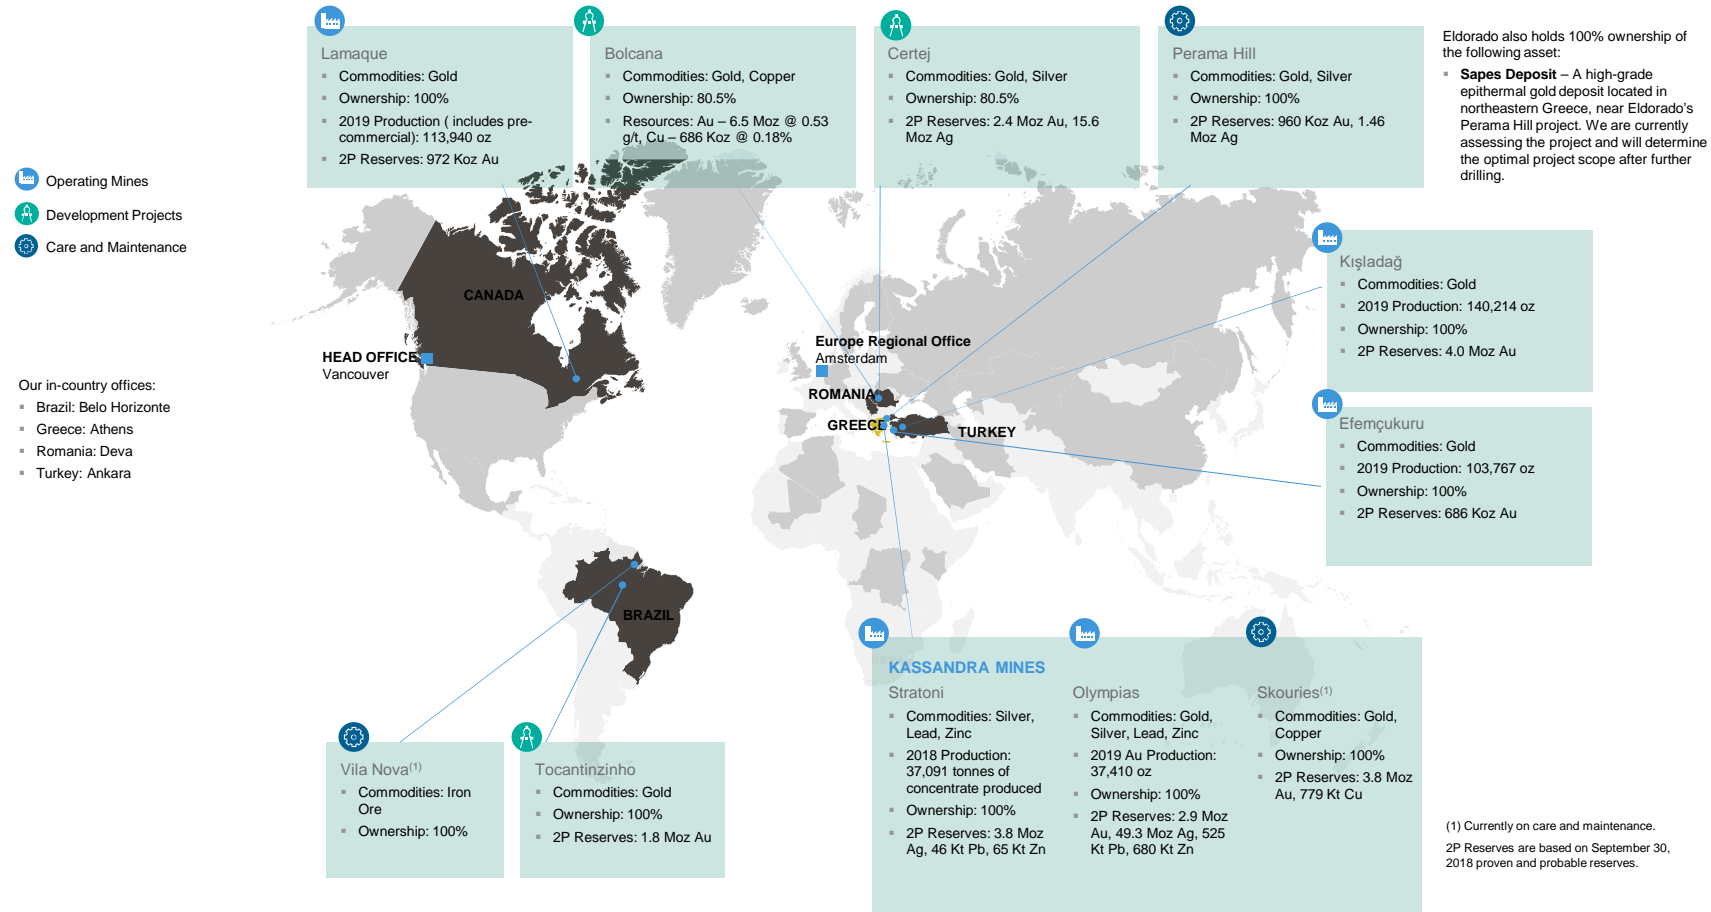 Lamaque
Commodities: Gold
Ownership: 100%
2019 Production ( includes pre-
commercial): 113,940 oz
2P Reserves: 972 Koz Au
Bolcana
Commodities: Gold, Copper
Ownership: 80.5%
Resources: Au – 6.5 Moz @ 0.53
g/t, Cu – 686 Koz @ 0.18%
Certej
Commodities: Gold, Silver
Ownership: 80.5%
2P Reserves: 2.4 Moz Au, 15.6
Moz Ag
Perama Hill
Commodities: Gold, Silver
Ownership: 100%
2P Reserves: 960 Koz Au, 1.46
Moz Ag
Eldorado also holds 100% ownership of
the following asset:
Sapes Deposit – A high-grade
epithermal gold deposit located in
northeastern Greece, near Eldorado's
Perama Hill project. We are currently
assessing the project and will determine
the optimal project scope after further
drilling.
Operating Mines
Development Projects
Care and Maintenance
Our in-country offices:
Brazil: Belo Horizonte
Greece: Athens
Romania: Deva
Turkey: Ankara
CANADA
HEAD OFFICE
Vancouver
Europe Regional Office
Amsterdam
ROMANIA
GREECE
TURKEY
BRAZIL
Kışladağ
Commodities: Gold
2019 Production: 140,214 oz
Ownership: 100%
2P Reserves: 4.0 Moz Au
Efemçukuru
Commodities: Gold
2019 Production: 103,767 oz
Ownership: 100%
2P Reserves: 686 Koz Au
Vila Nova(1)
Commodities: Iron
Ore
Ownership: 100%
Tocantinzinho
Commodities: Gold
Ownership: 100%
2P Reserves: 1.8 Moz Au
KASSANDRA MINES
Stratoni
Commodities: Silver,
Lead, Zinc
2018 Production:
37,091 tonnes of
concentrate produced
Ownership: 100%
2P Reserves: 3.8 Moz
Ag, 46 Kt Pb, 65 Kt Zn
Olympias
Commodities: Gold,
Silver, Lead, Zinc
2019 Au Production:
37,410 oz
Ownership: 100%
2P Reserves: 2.9 Moz
Au, 49.3 Moz Ag, 525
Kt Pb, 680 Kt Zn
Skouries(1)
Commodities: Gold,
Copper
Ownership: 100%
2P Reserves: 3.8 Moz
Au, 779 Kt Cu
(1) Currently on care and maintenance.
2P Reserves are based on September 30,
2018 proven and probable reserves.